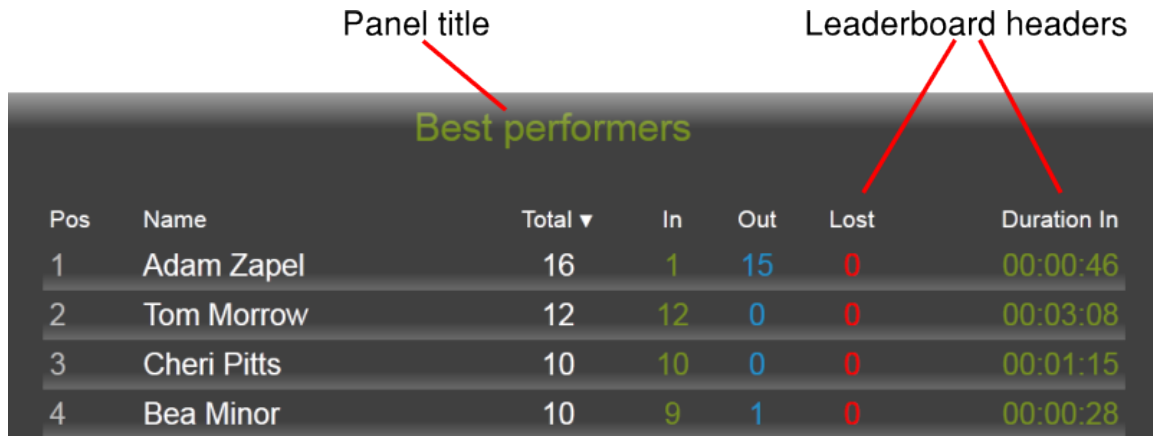 Panel title Leaderboard headers
Best performers
Pos Name Total ▼ In Out Lost Duration In
1 Adam Zapel 16 1 15 0 00:00:46
2 Tom Morrow 12 12 0 0 00:03:08
3 Cheri Pitts 10 10 0 0 00:01:15
4 Bea Minor 10 9 1 0 00:00:28